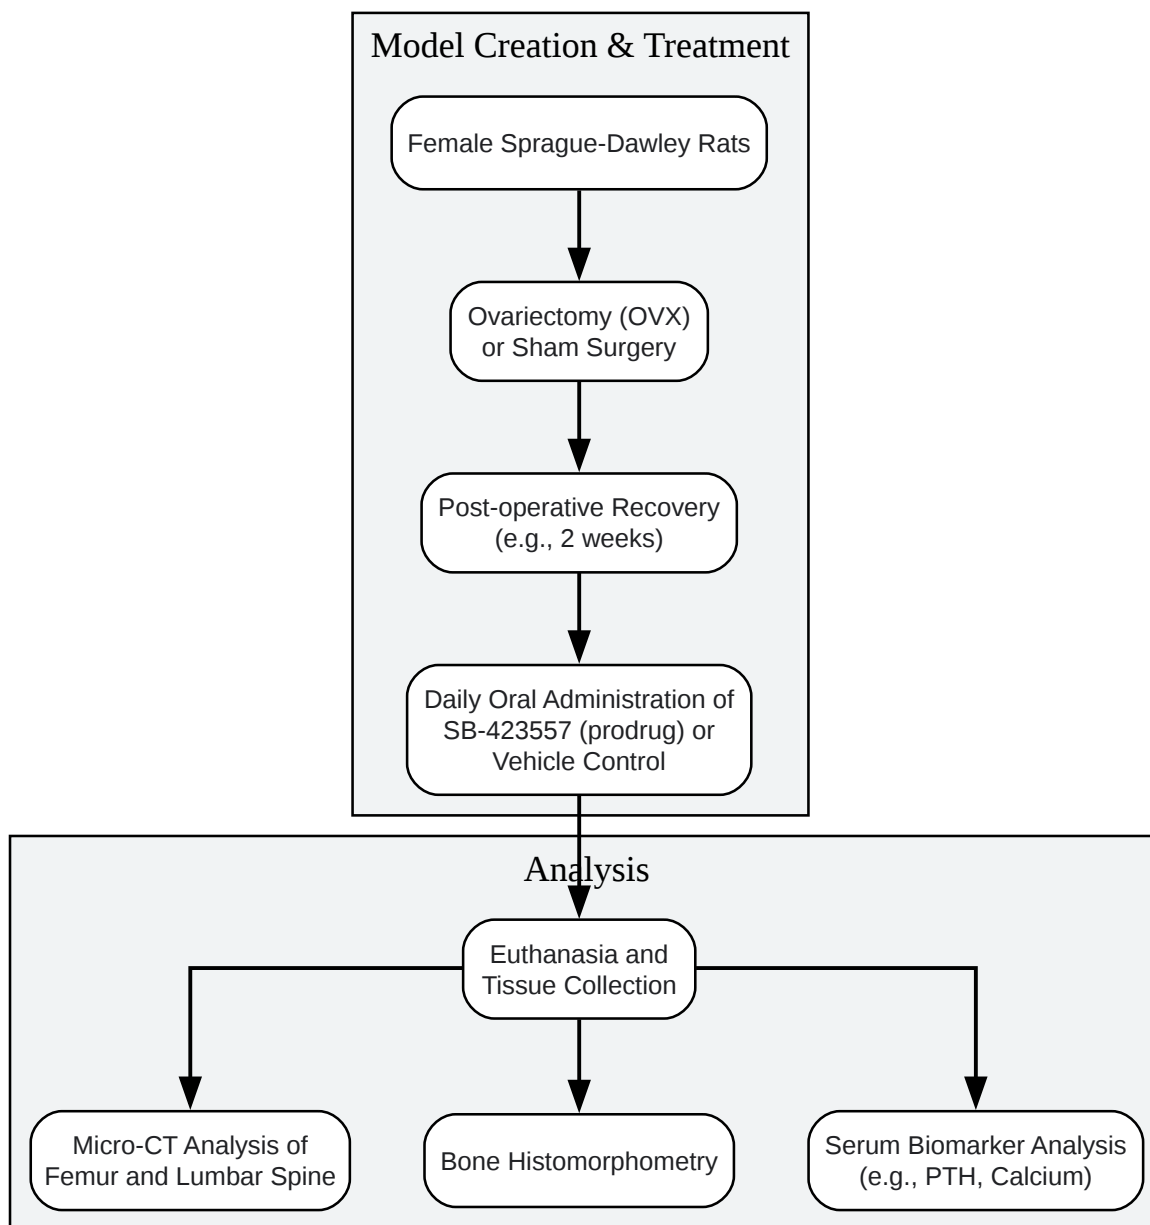 Model Creation & Treatment
Female Sprague-Dawley Rats
Ovariectomy (OVX)
or Sham Surgery
Post-operative Recovery
(e.g., 2 weeks)
Daily Oral Administration of
SB-423557 (prodrug) or
Vehicle Control
Analysis
Euthanasia and
Tissue Collection
Micro-CT Analysis of
Femur and Lumbar Spine
Bone Histomorphometry
Serum Biomarker Analysis
(e.g., PTH, Calcium)